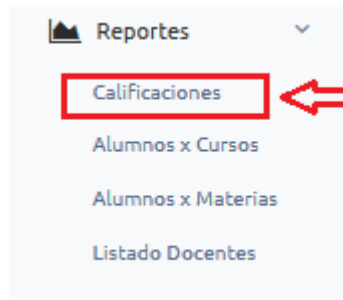 Reportes
Calificaciones
Alumnos x Cursos
Alumnos x Materias
Listado Docentes